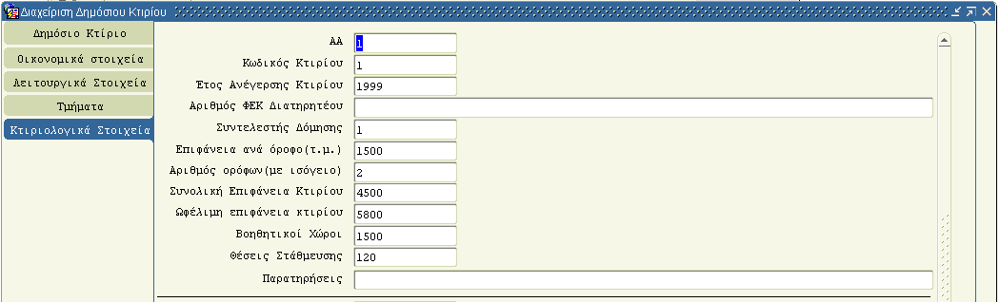 Διαχείριση Δημόσιου Κτιρίου
Δημόσιο Κτίριο
Οικονομικά στοιχεία
Λειτουργικά Στοιχεία
Τμήματα
Κτιριολογικά Στοιχεία
ΑΑ 1
Κωδικός Κτιρίου 1
Έτος Ανέγερσης Κτιρίου 1999
Αριθμός ΦΕΚ Διατηρητέου
Συντελεστής Δόμησης 1
Επιφάνεια ανά όροφο(τ.μ.) 1500
Αριθμός ορόφων(με ισόγειο) 2
Συνολική Επιφάνεια Κτιρίου 4500
Ωφέλιμη επιφάνεια κτιρίου 5800
Βοηθητικοί Χώροι 1500
Θέσεις Στάθμευσης 120
Παρατηρήσεις